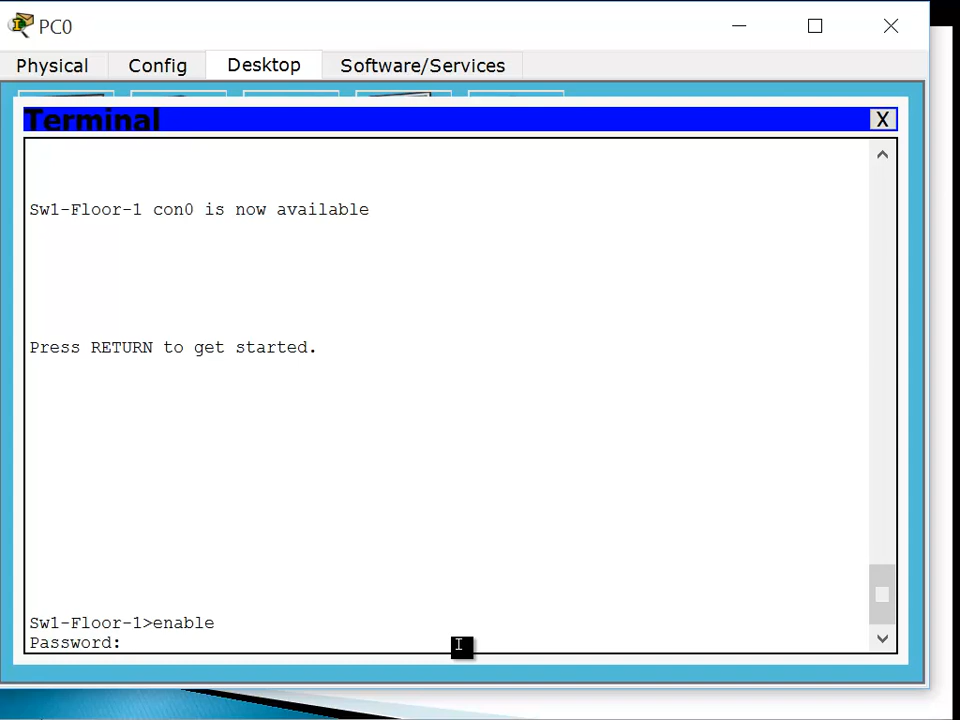 PC0
Physical Config Desktop Software/Services
Terminal X
Sw1-Floor-1 con0 is now available
Press RETURN to get started.
Sw1-Floor-1>enable
Password: